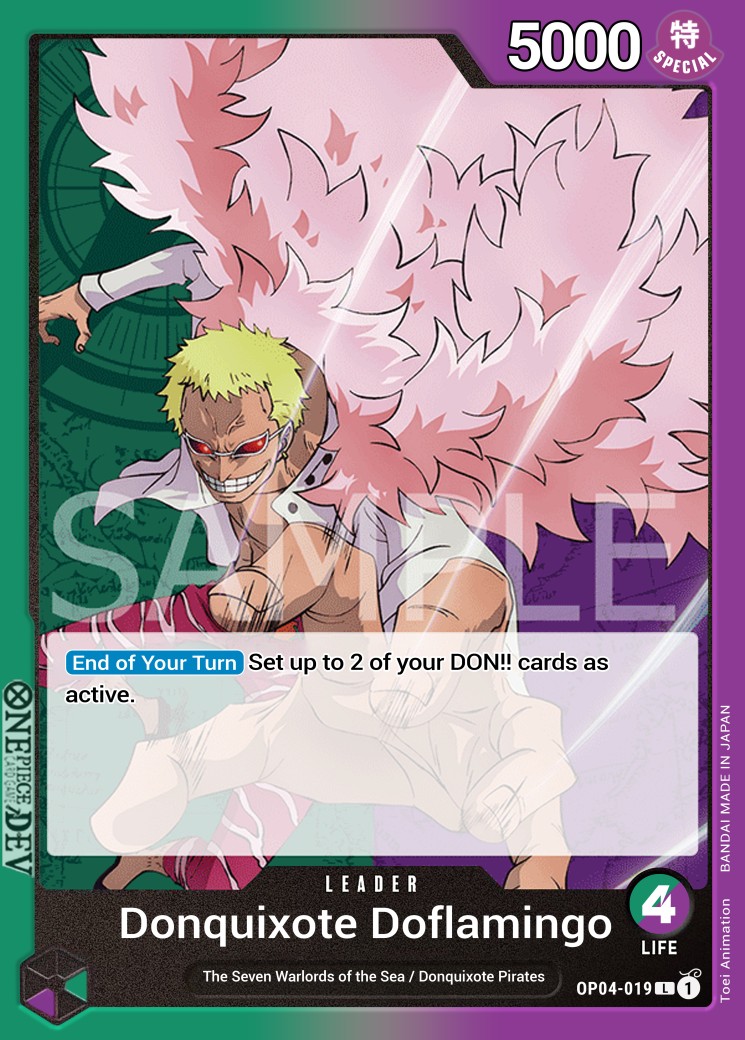 5000
特
SPECIAL
SAMPLE
End of Your Turn Set up to 2 of your DON!! cards as
active.
ONE PIECE
CARD GAME
DEV
BANDAI MADE IN JAPAN
Toei Animation
LEADER
Donquixote Doflamingo
4
LIFE
The Seven Warlords of the Sea / Donquixote Pirates
OP04-019 L 1